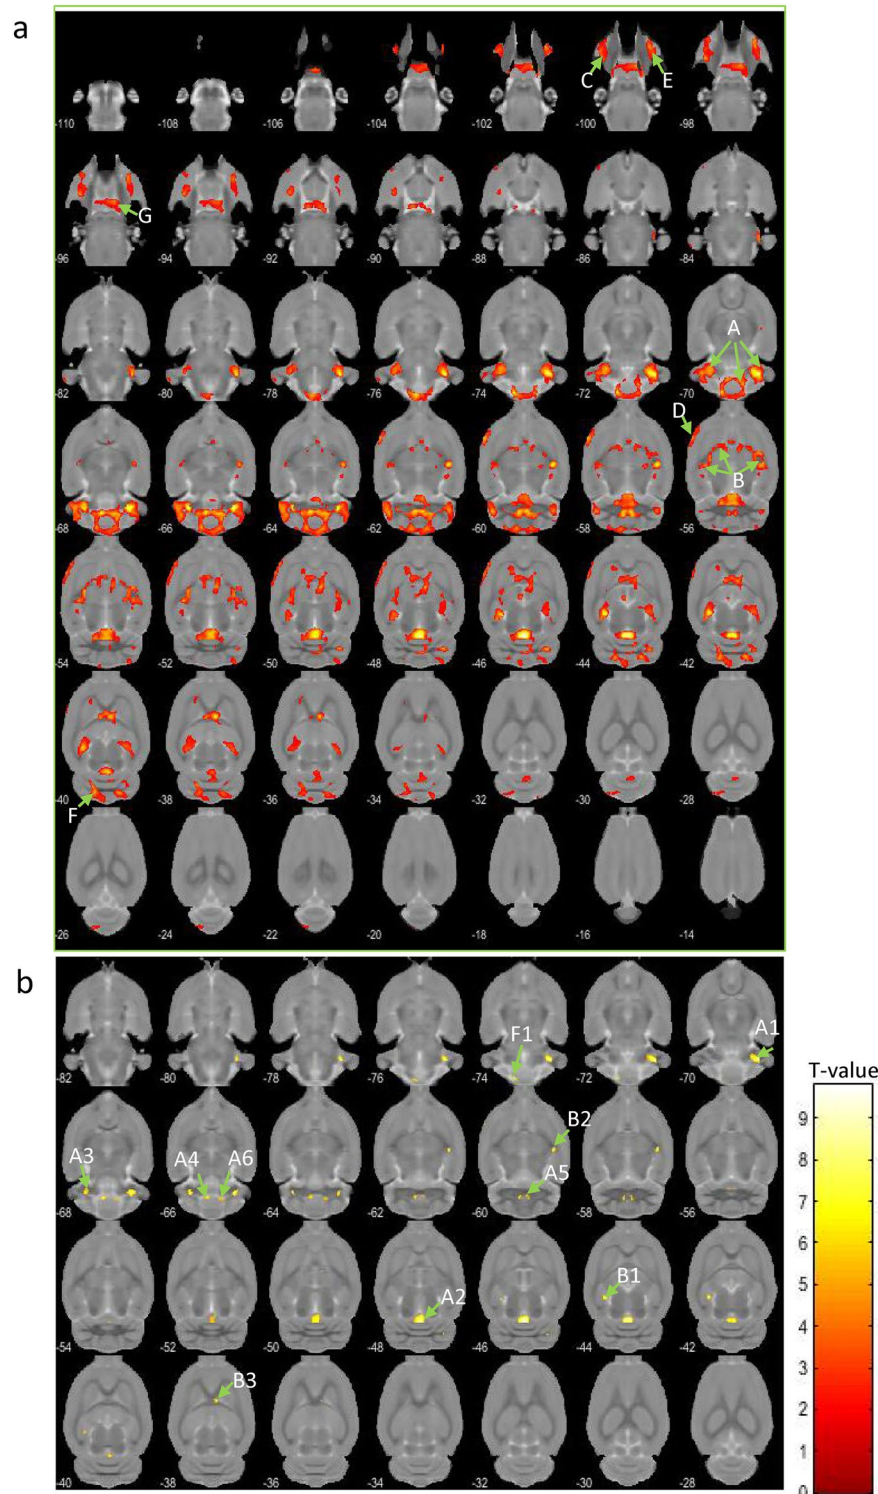 a
C E
-110 -108 -106 -104 -102 -100 -98
G
-96 -94 -92 -90 -88 -86 -84
A
-82 -80 -78 -76 -74 -72 -70
D
B
-68 -66 -64 -62 -60 -58 -56
-54 -52 -50 -48 -46 -44 -42
-40 -38 -36 -34 -32 -30 -28
F
-26 -24 -22 -20 -18 -16 -14
b
F1 A1
-82 -80 -78 -76 -74 -72 -70
T-value
B2
A3 A4 A6 A5
-68 -66 -64 -62 -60 -58 -56
B1
A2
-54 -52 -50 -48 -46 -44 -42
B3
-40 -38 -36 -34 -32 -30 -28
9
8
7
6
5
4
3
2
1
0